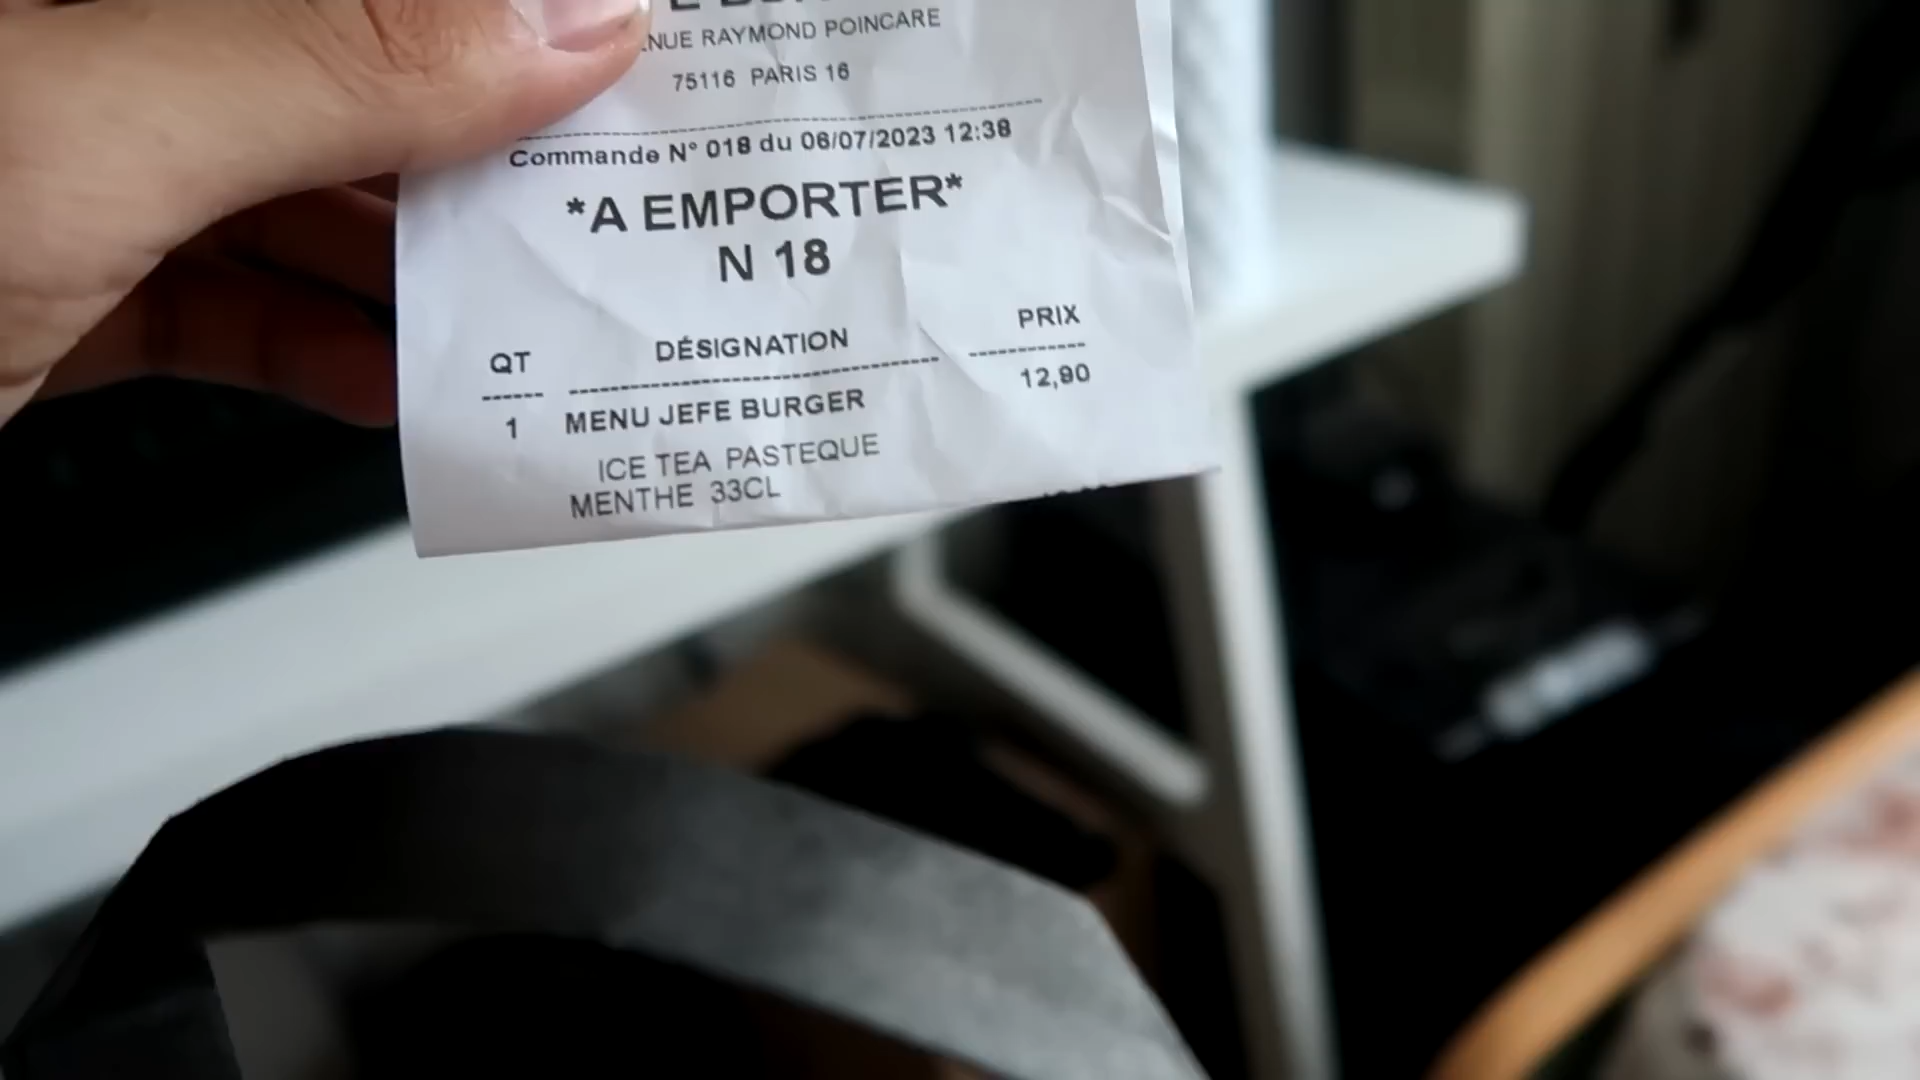 RAYMOND POINCARE
75116 PARIS 16
Commande N° 018 du 06/07/2023 12:38
*A EMPORTER*
N 18
QT DÉSIGNATION PRIX
1 MENU JEFE BURGER 12,90
ICE TEA PASTEQUE
MENTHE 33CL